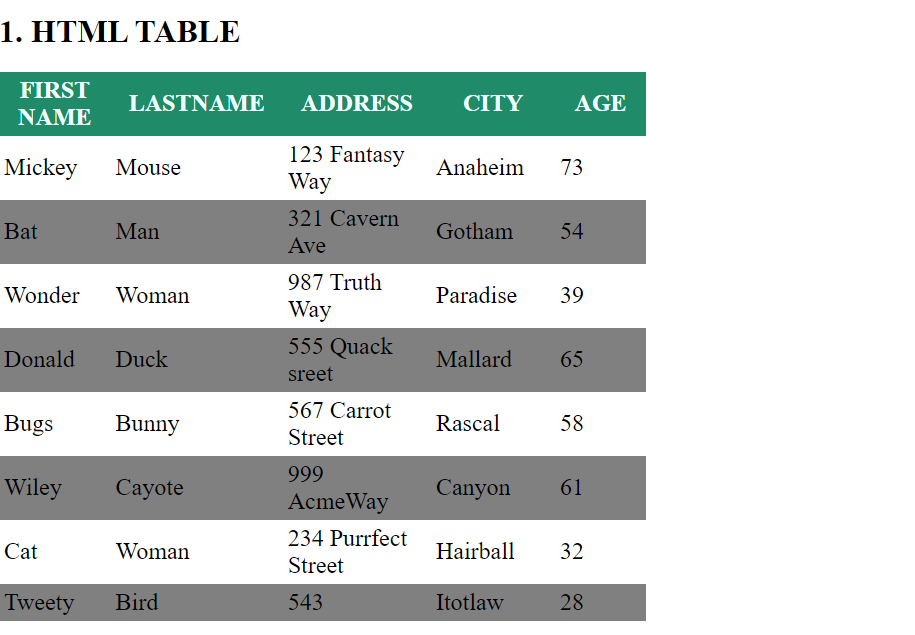 1. HTML TABLE
FIRST NAME LASTNAME ADDRESS CITY AGE
Mickey Mouse 123 Fantasy Way Anaheim 73
Bat Man 321 Cavern Ave Gotham 54
Wonder Woman 987 Truth Way Paradise 39
Donald Duck 555 Quack sreet Mallard 65
Bugs Bunny 567 Carrot Street Rascal 58
Wiley Cayote 999 AcmeWay Canyon 61
Cat Woman 234 Purrfect Street Hairball 32
Tweety Bird 543 Itotlaw 28